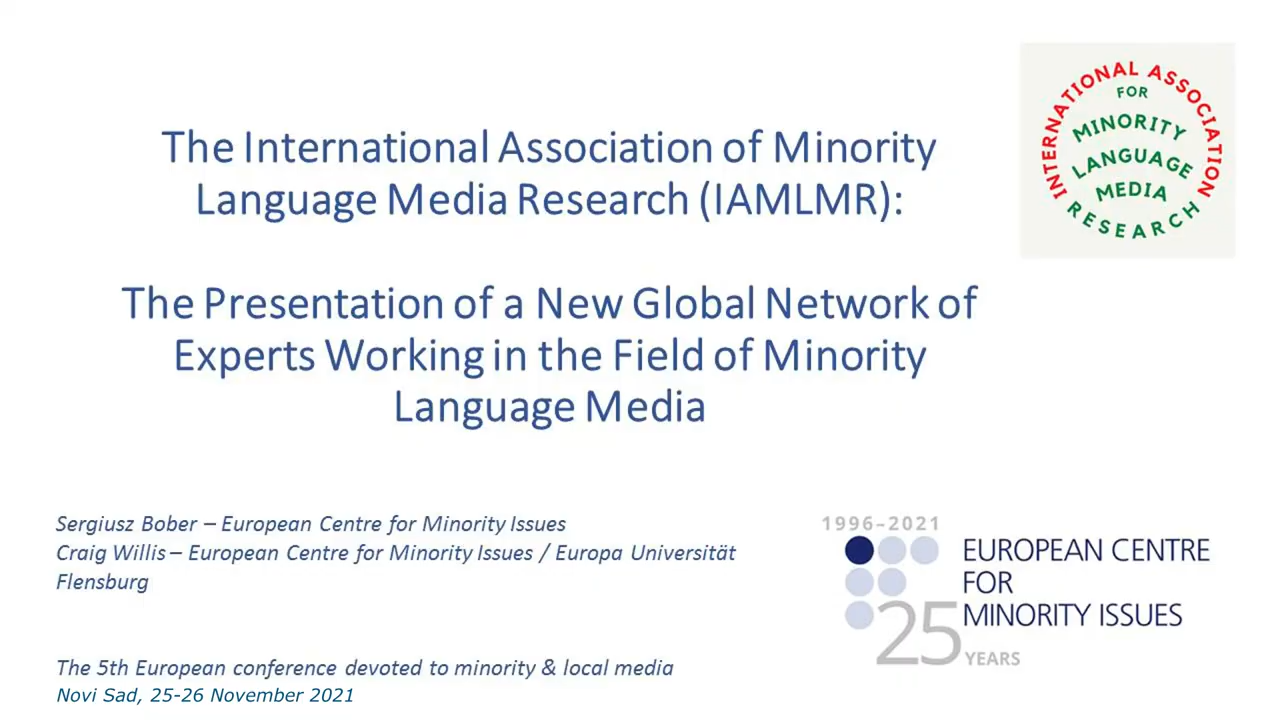 The International Association of Minority
Language Media Research (IAMLMR):
The Presentation of a New Global Network of
Experts Working in the Field of Minority
Language Media
INTERNATIONAL ASSOCIATION
FOR
MINORITY
LANGUAGE
MEDIA
RESEARCH
Sergiusz Bober – European Centre for Minority Issues
Craig Willis – European Centre for Minority Issues / Europa Universität
Flensburg
The 5th European conference devoted to minority & local media
Novi Sad, 25-26 November 2021
1996–2021
EUROPEAN CENTRE
FOR
MINORITY ISSUES
25 YEARS